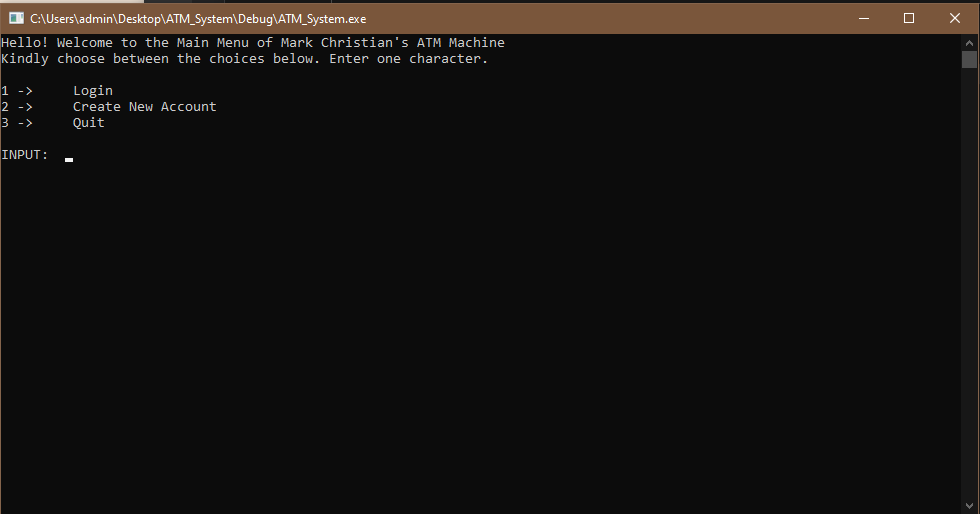 C:\Users\admin\Desktop\ATM_System\Debug\ATM_System.exe
Hello! Welcome to the Main Menu of Mark Christian's ATM Machine
Kindly choose between the choices below. Enter one character.
1 -> Login
2 -> Create New Account
3 -> Quit
INPUT: